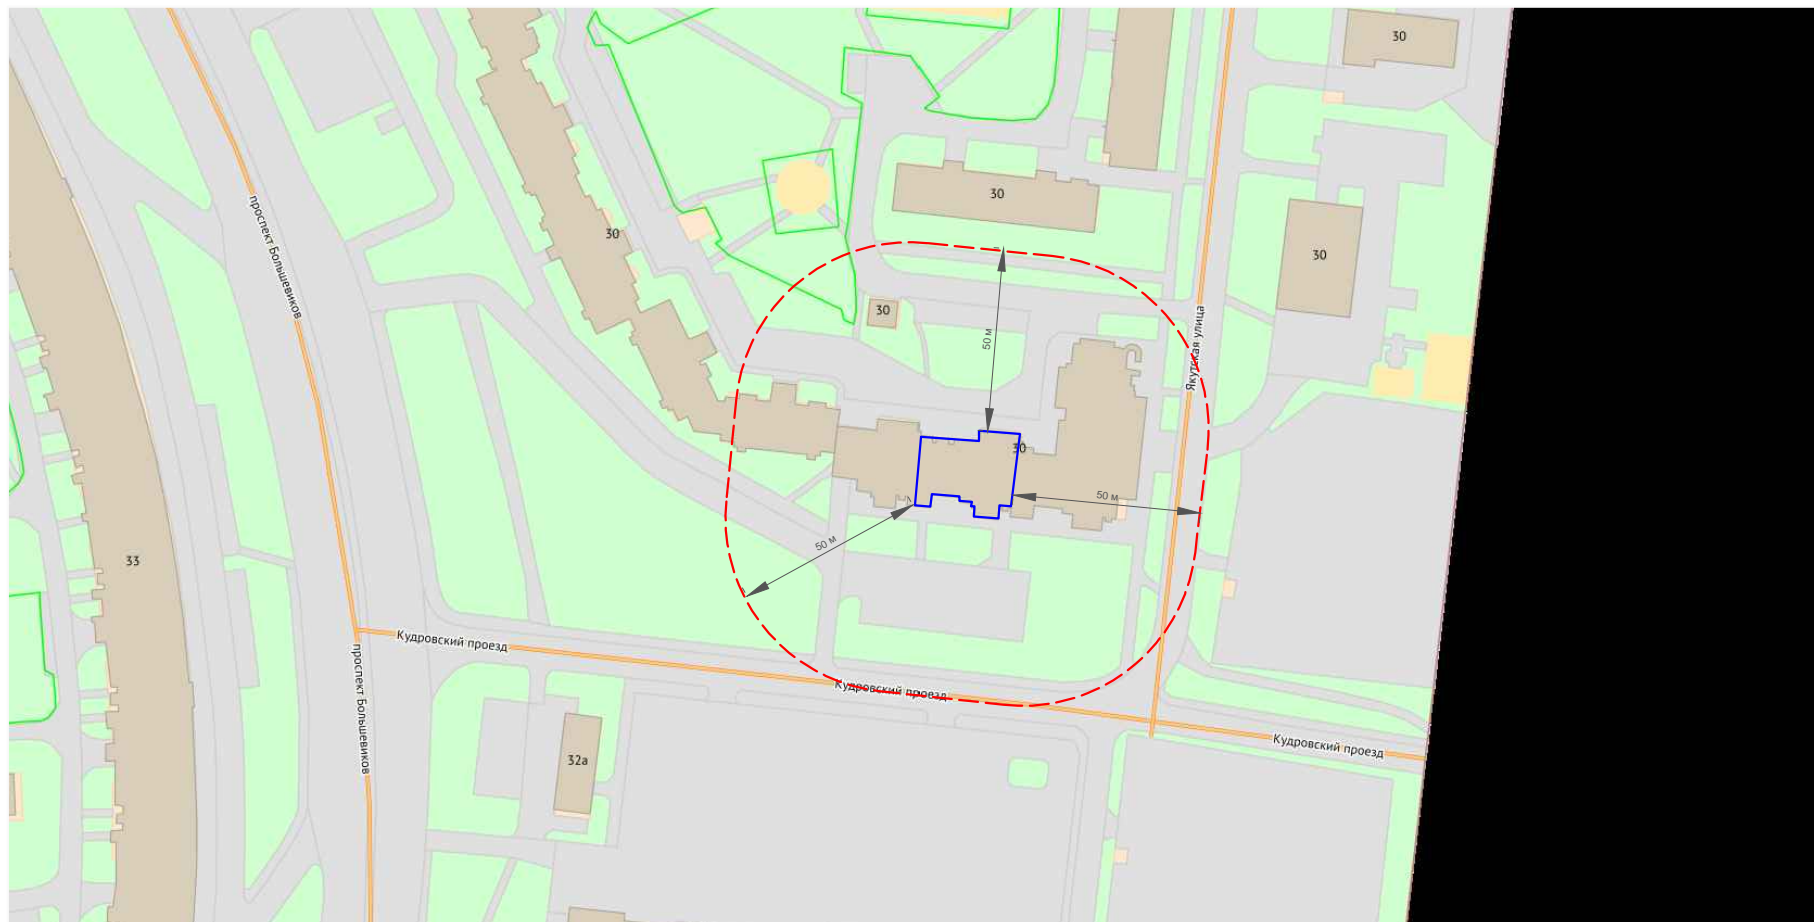 30
30
проспект Большевиков
30
30
30
30
Якутская улица
50 м
30
50 м
50 м
33
Кудровский проезд
проспект Большевиков
Кудровский проезд
Кудровский проезд
32а